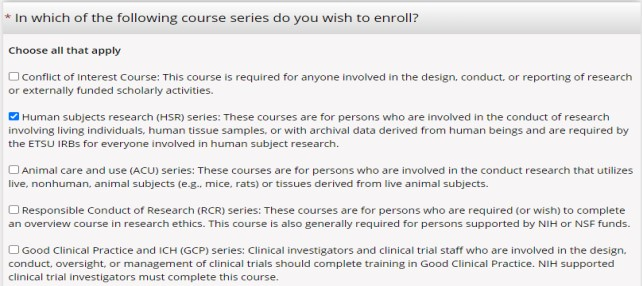 * In which of the following course series do you wish to enroll?
Choose all that apply
Conflict of Interest Course: This course is required for anyone involved in the design, conduct, or reporting of research
or externally funded scholarly activities.
Human subjects research (HSR) series: These courses are for persons who are involved in the conduct of research
involving living individuals, human tissue samples, or with archival data derived from human beings and are required by
the ETSU IRBs for everyone involved in human subject research.
Animal care and use (ACU) series: These courses are for persons who are involved in the conduct research that utilizes
live, nonhuman, animal subjects (e.g., mice, rats) or tissues derived from live animal subjects.
Responsible Conduct of Research (RCR) series: These courses are for persons who are required (or wish) to complete
an overview course in research ethics. This course is also generally required for persons supported by NIH or NSF funds.
Good Clinical Practice and ICH (GCP) series: Clinical investigators and clinical trial staff who are involved in the design,
conduct, oversight, or management of clinical trials should complete training in Good Clinical Practice. NIH supported
clinical trial investigators must complete this course.